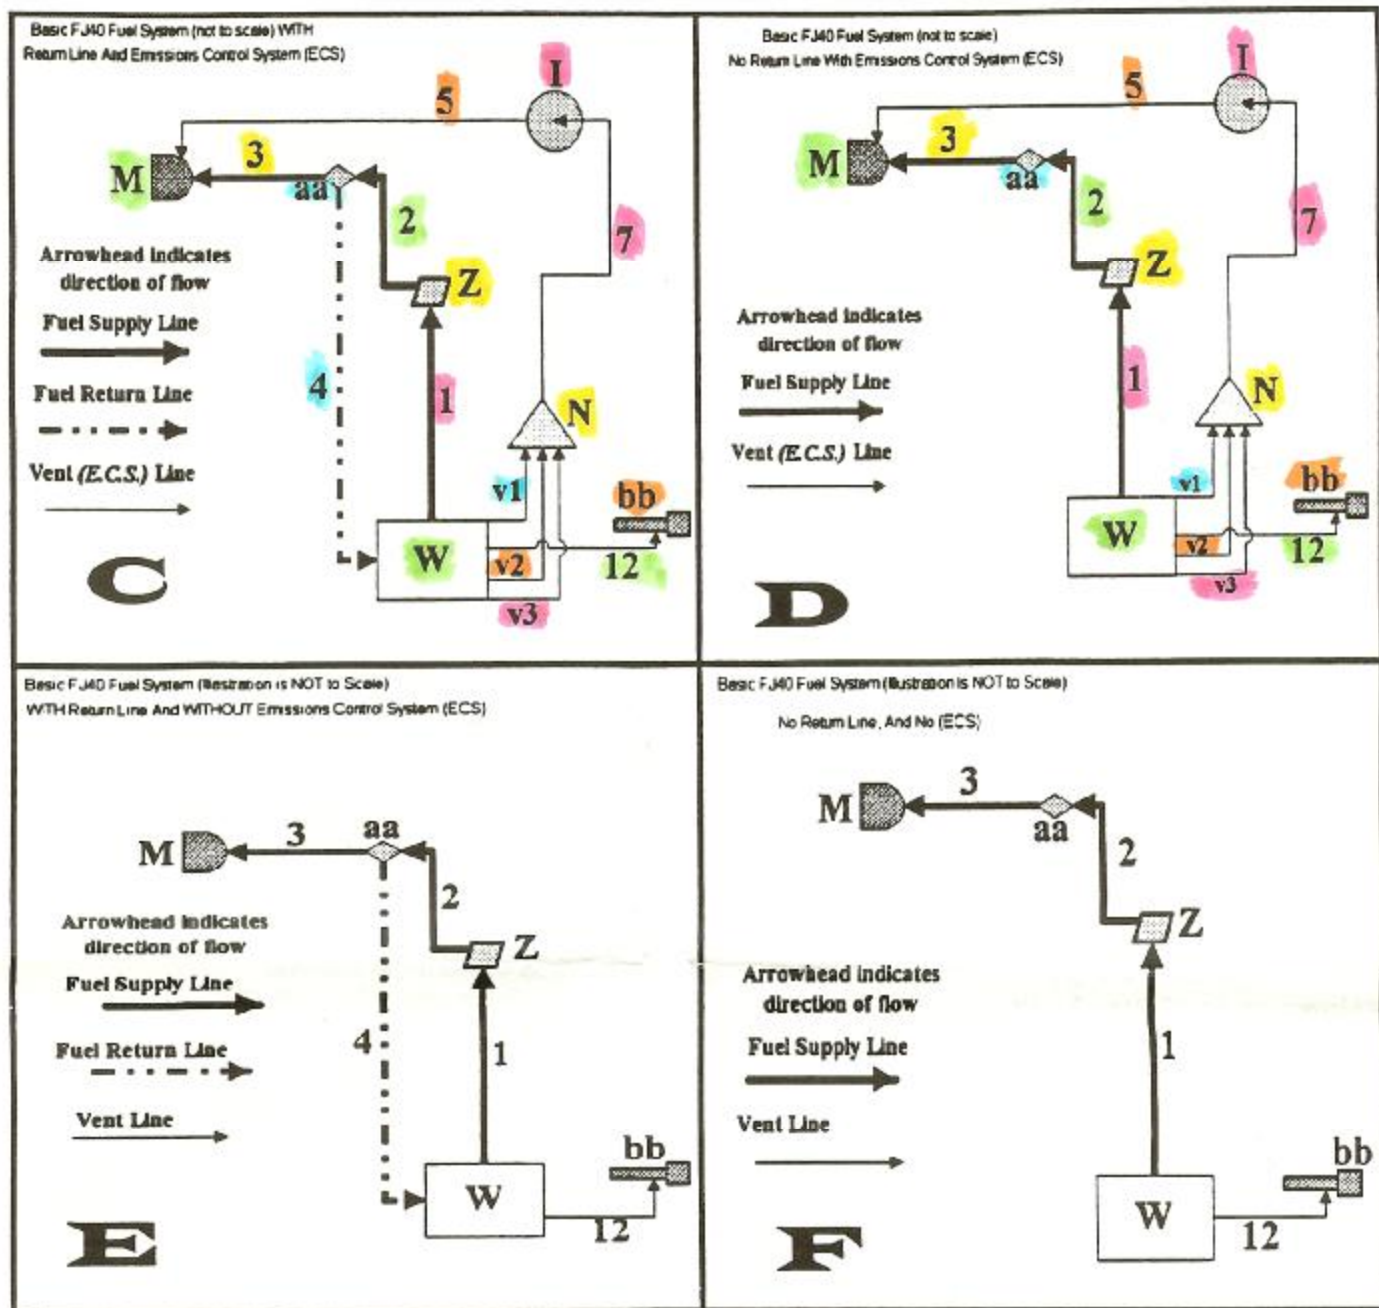 Basic FJ40 Fuel System (not to scale) WITH
Return Line And Emissions Control System (ECS)
I
5
3
M
aa
2
7
Arrowhead indicates
direction of flow
Z
Fuel Supply Line
4
1
Fuel Return Line
N
Vent (E.C.S.) Line
v1
bb
W
v2
12
v3
C
Basic FJ40 Fuel System (not to scale)
No Return Line With Emissions Control System (ECS)
I
5
3
M
aa
2
7
Z
Arrowhead indicates
direction of flow
1
Fuel Supply Line
N
Vent (E.C.S.) Line
v1
bb
W
v2
12
v3
D
Basic FJ40 Fuel System (Illustration is NOT to Scale)
WITH Return Line And WITHOUT Emissions Control System (ECS)
3
aa
M
2
Arrowhead indicates
direction of flow
Z
Fuel Supply Line
4
1
Fuel Return Line
Vent Line
bb
W
12
E
Basic FJ40 Fuel System (Illustration is NOT to Scale)
No Return Line, And No (ECS)
3
M
aa
2
Z
Arrowhead indicates
direction of flow
1
Fuel Supply Line
Vent Line
bb
W
12
F